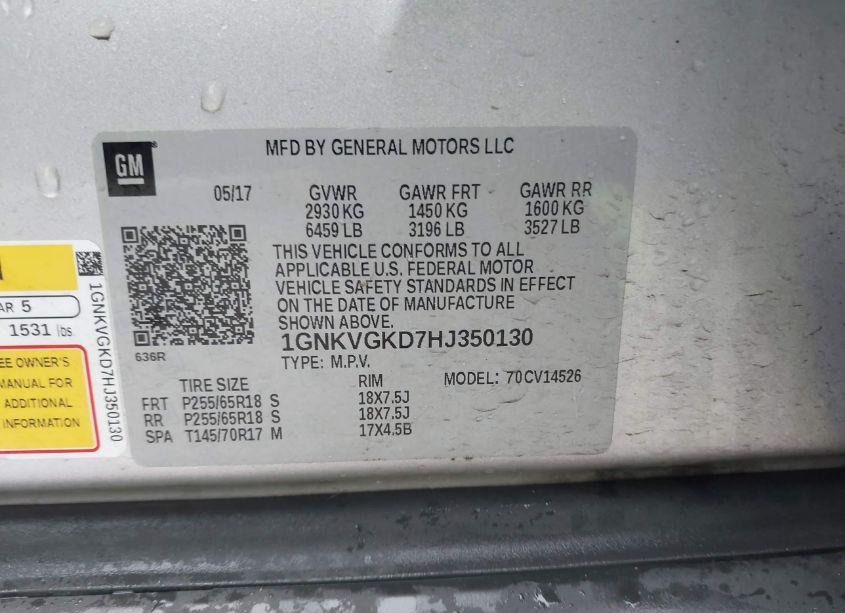 MFD BY GENERAL MOTORS LLC
GM
05/17 GVWR GAWR FRT GAWR RR
2930 KG 1450 KG 1600 KG
6459 LB 3196 LB 3527 LB
THIS VEHICLE CONFORMS TO ALL
APPLICABLE U.S. FEDERAL MOTOR
VEHICLE SAFETY STANDARDS IN EFFECT
ON THE DATE OF MANUFACTURE
SHOWN ABOVE.
636R
1GNKVGKD7HJ350130
TYPE: M.P.V.
TIRE SIZE RIM MODEL: 70CV14526
FRT P255/65R18 S 18X7.5J
RR P255/65R18 S 18X7.5J
SPA T145/70R17 M 17X4.5B
AR 5
1531 lbs
EE OWNER'S
MANUAL FOR
ADDITIONAL
INFORMATION
1GNKVGKD7HJ350130